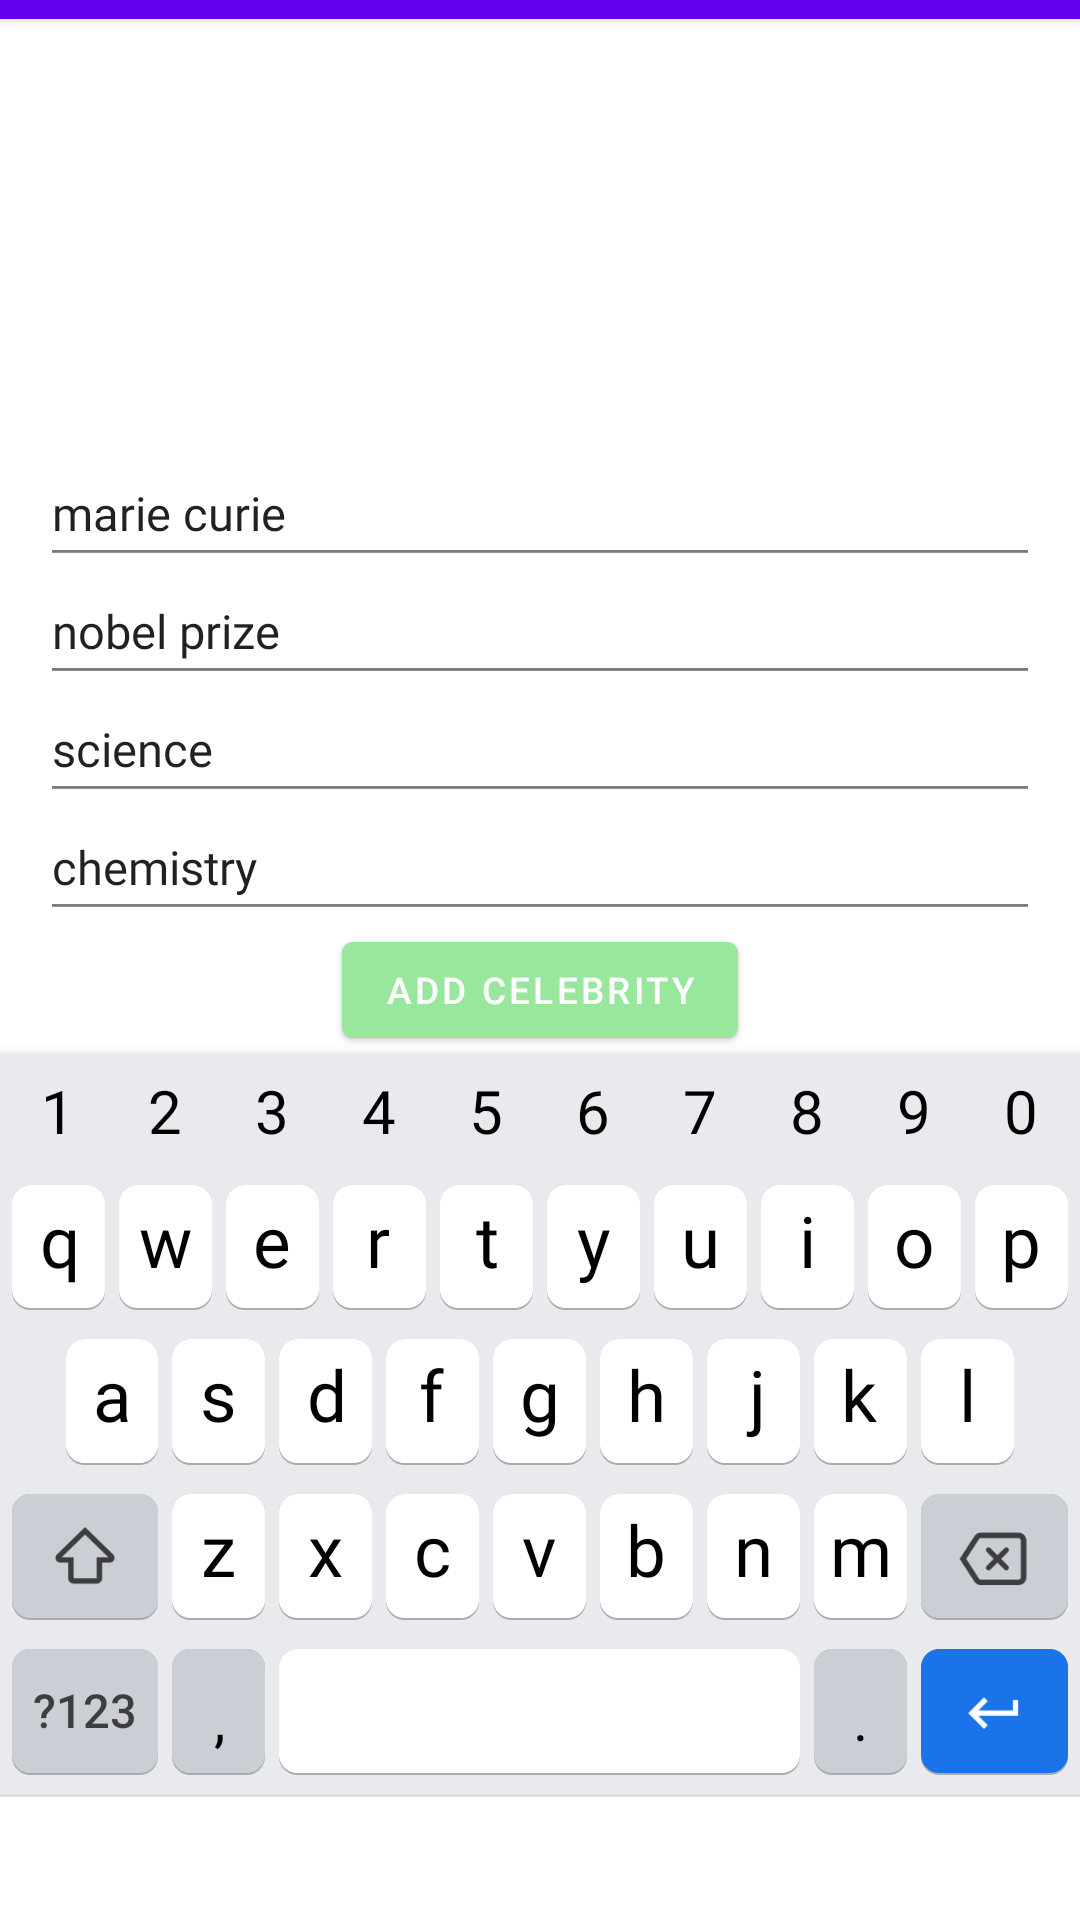 marie curie
nobel prize
science
chemistry
ADD CELEBRITY
1 2 3 4 5 6 7 8 9 0
q w e r t y u i o p
a s d f g h j k l
z x c v b n m
?123 , .